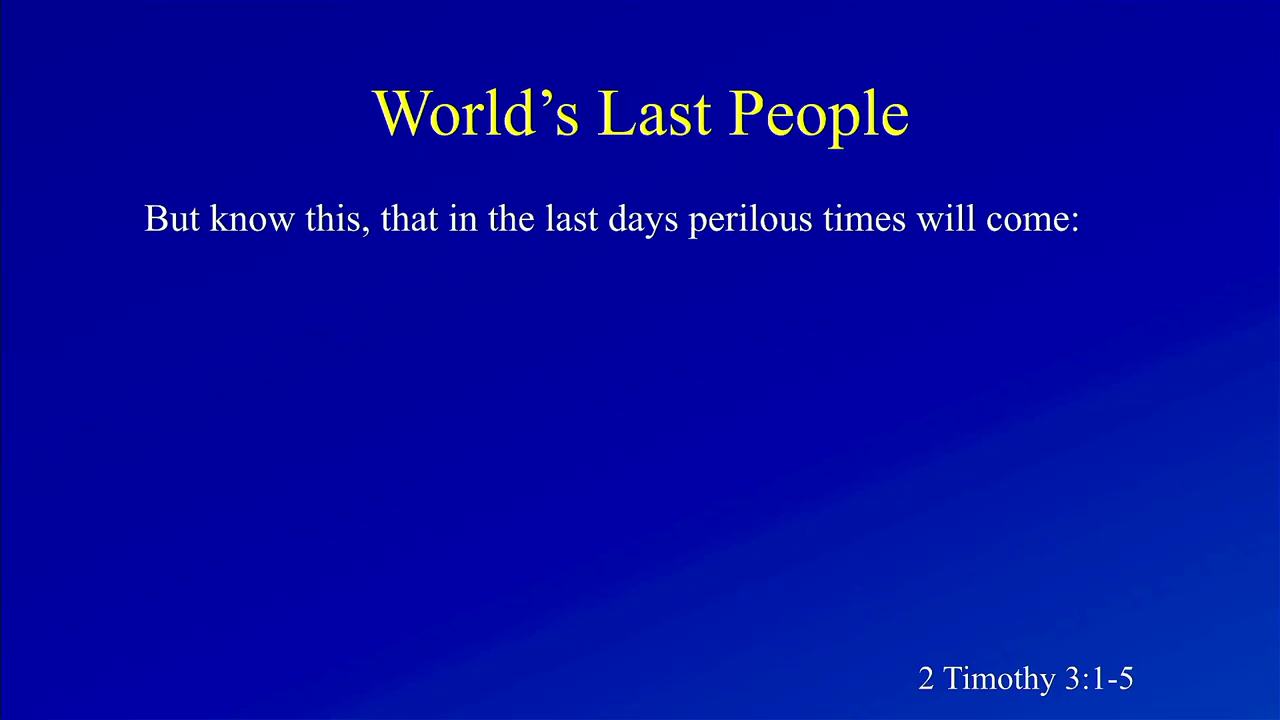 World’s Last People
But know this, that in the last days perilous times will come:
2 Timothy 3:1-5